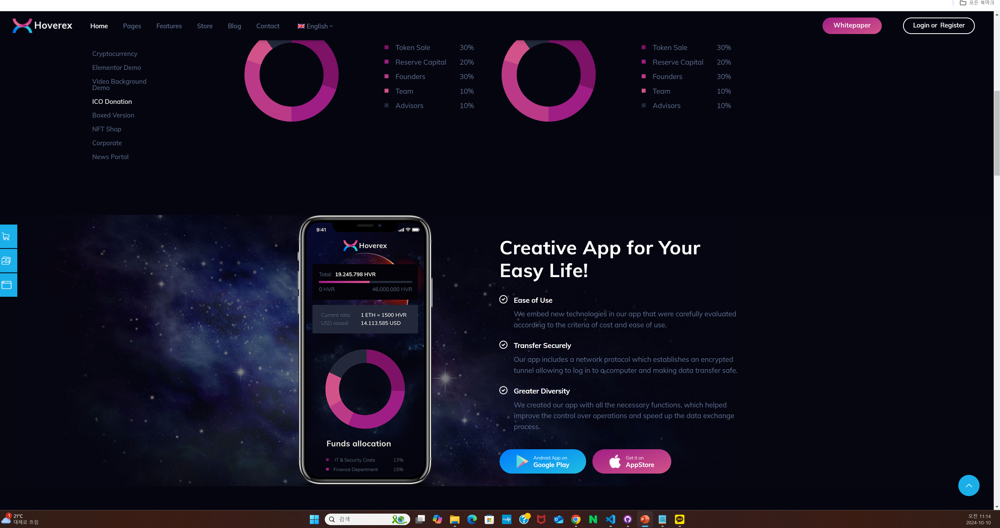 모든 북마크
Hoverex
Home Pages Features Store Blog Contact English
Whitepaper
Login or Register
Cryptocurrency
Elementor Demo
Video Background
Demo
ICO Donation
Boxed Version
NFT Shop
Corporate
News Portal
Token Sale 30%
Reserve Capital 20%
Founders 30%
Team 10%
Advisors 10%
Token Sale 30%
Reserve Capital 20%
Founders 30%
Team 10%
Advisors 10%
9:41
Hoverex
Total: 19.245.798 HVR
0 HVR 46.000.000 HVR
Current rate: 1 ETH = 1500 HVR
USD raised: 14.113.585 USD
Funds allocation
IT & Security Costs 13%
Finance Department 15%
Creative App for Your
Easy Life!
Ease of Use
We embed new technologies in our app that were carefully evaluated
according to the criteria of cost and ease of use.
Transfer Securely
Our app includes a network protocol which establishes an encrypted
tunnel allowing to log in to a computer and making data transfer safe.
Greater Diversity
We created our app with all the necessary functions, which helped
improve the control over operations and speed up the data exchange
process.
Android App on
Google Play
Get it on
AppStore
1
21°C
대체로 흐림
검색
myhp
TALK
오전 11:14
2024-10-10